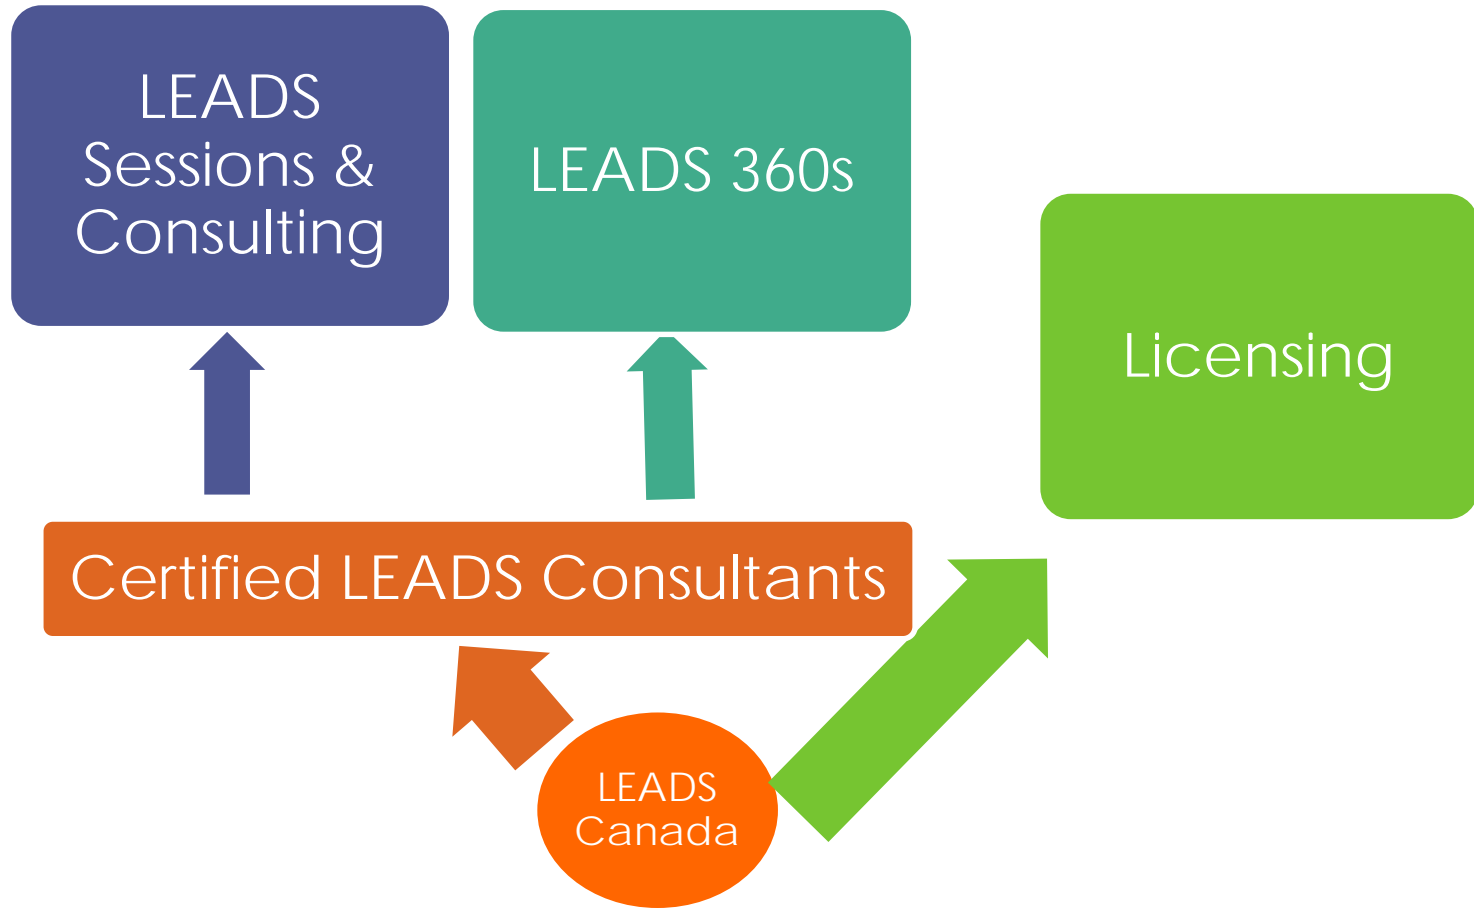 LEADS
Sessions &
Consulting
LEADS 360s
Licensing
Certified LEADS Consultants
LEADS
Canada